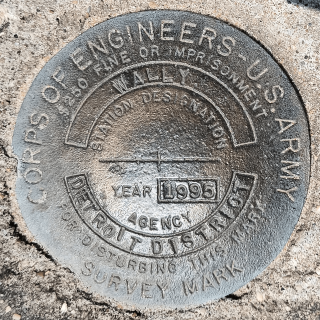 CORPS OF ENGINEERS - U.S. ARMY
$250 FINE OR IMPRISONMENT
WALLY
STATION DESIGNATION
YEAR 1995
AGENCY
DETROIT DISTRICT
FOR DISTURBING THIS MARK
SURVEY MARK